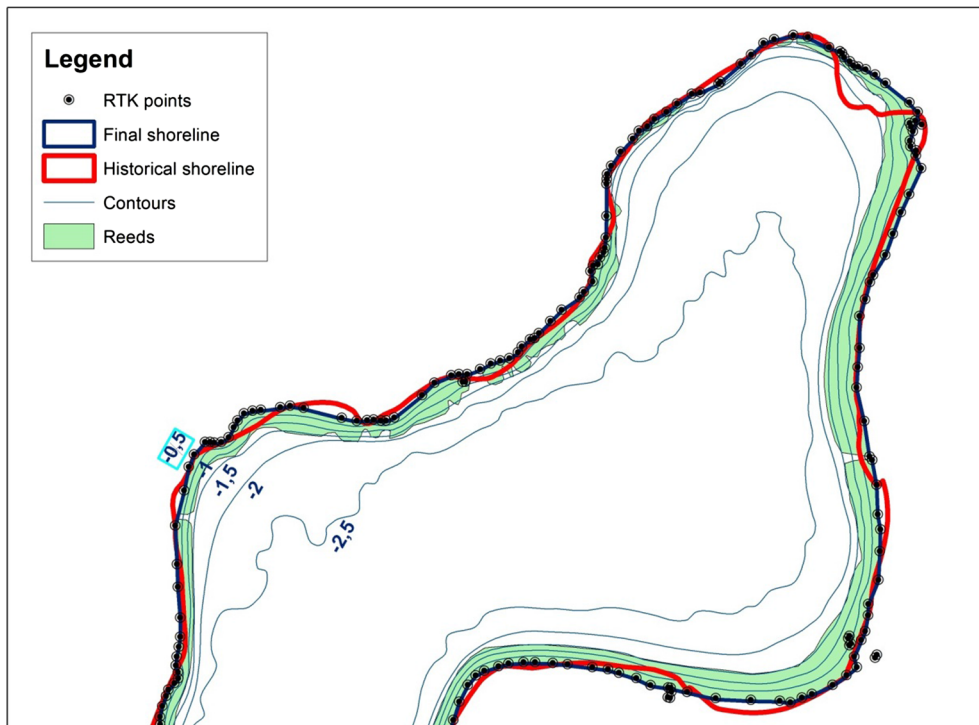 Legend
RTK points
Final shoreline
Historical shoreline
Contours
Reeds
-0,5
-1
-1,5
-2
-2,5